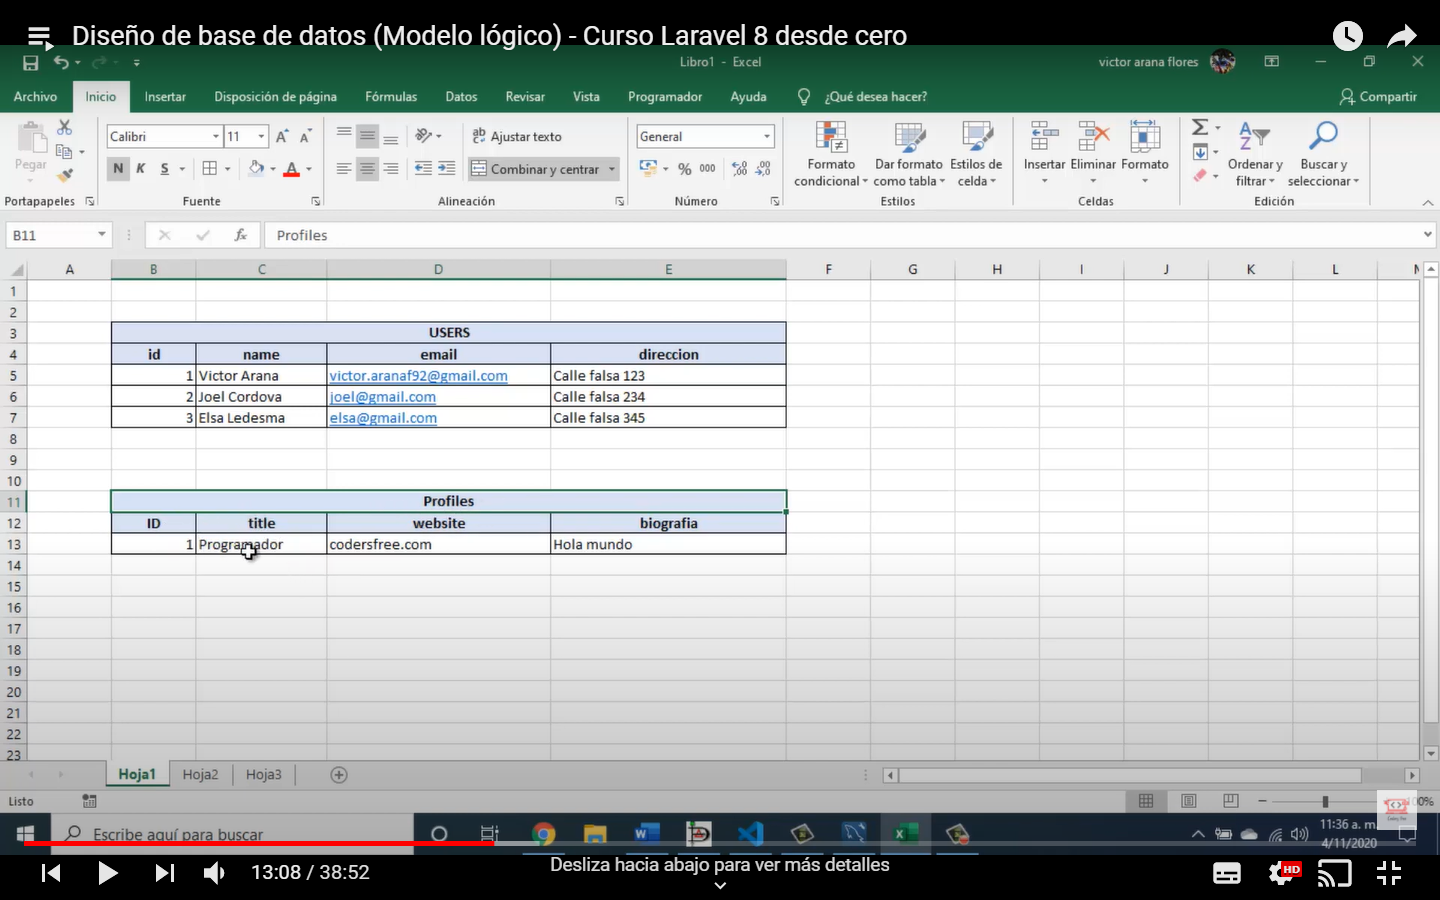 Diseño de base de datos (Modelo lógico) - Curso Laravel 8 desde cero
Libro1 - Excel
victor arana flores
Archivo Inicio Insertar Disposición de página Fórmulas Datos Revisar Vista Programador Ayuda ¿Qué desea hacer? Compartir
Pegar
Calibri 11
N K S
Ajustar texto
Combinar y centrar
General
% 000
Formato condicional
Dar formato como tabla
Estilos de celda
Insertar Eliminar Formato
Ordenar y filtrar
Buscar y seleccionar
Portapapeles Fuente Alineación Número Estilos Celdas Edición
B11 fx Profiles
A B C D E F G H I J K L
1
2
3 USERS
4 id name email direccion
5 1 Victor Arana victor.aranaf92@gmail.com Calle falsa 123
6 2 Joel Cordova joel@gmail.com Calle falsa 234
7 3 Elsa Ledesma elsa@gmail.com Calle falsa 345
8
9
10
11 Profiles
12 ID title website biografia
13 1 Programador codersfree.com Hola mundo
14
15
16
17
18
19
20
21
22
23
Hoja1 Hoja2 Hoja3
Listo
Escribe aquí para buscar
11:36 a. m.
4/11/2020
13:08 / 38:52
Desliza hacia abajo para ver más detalles
HD